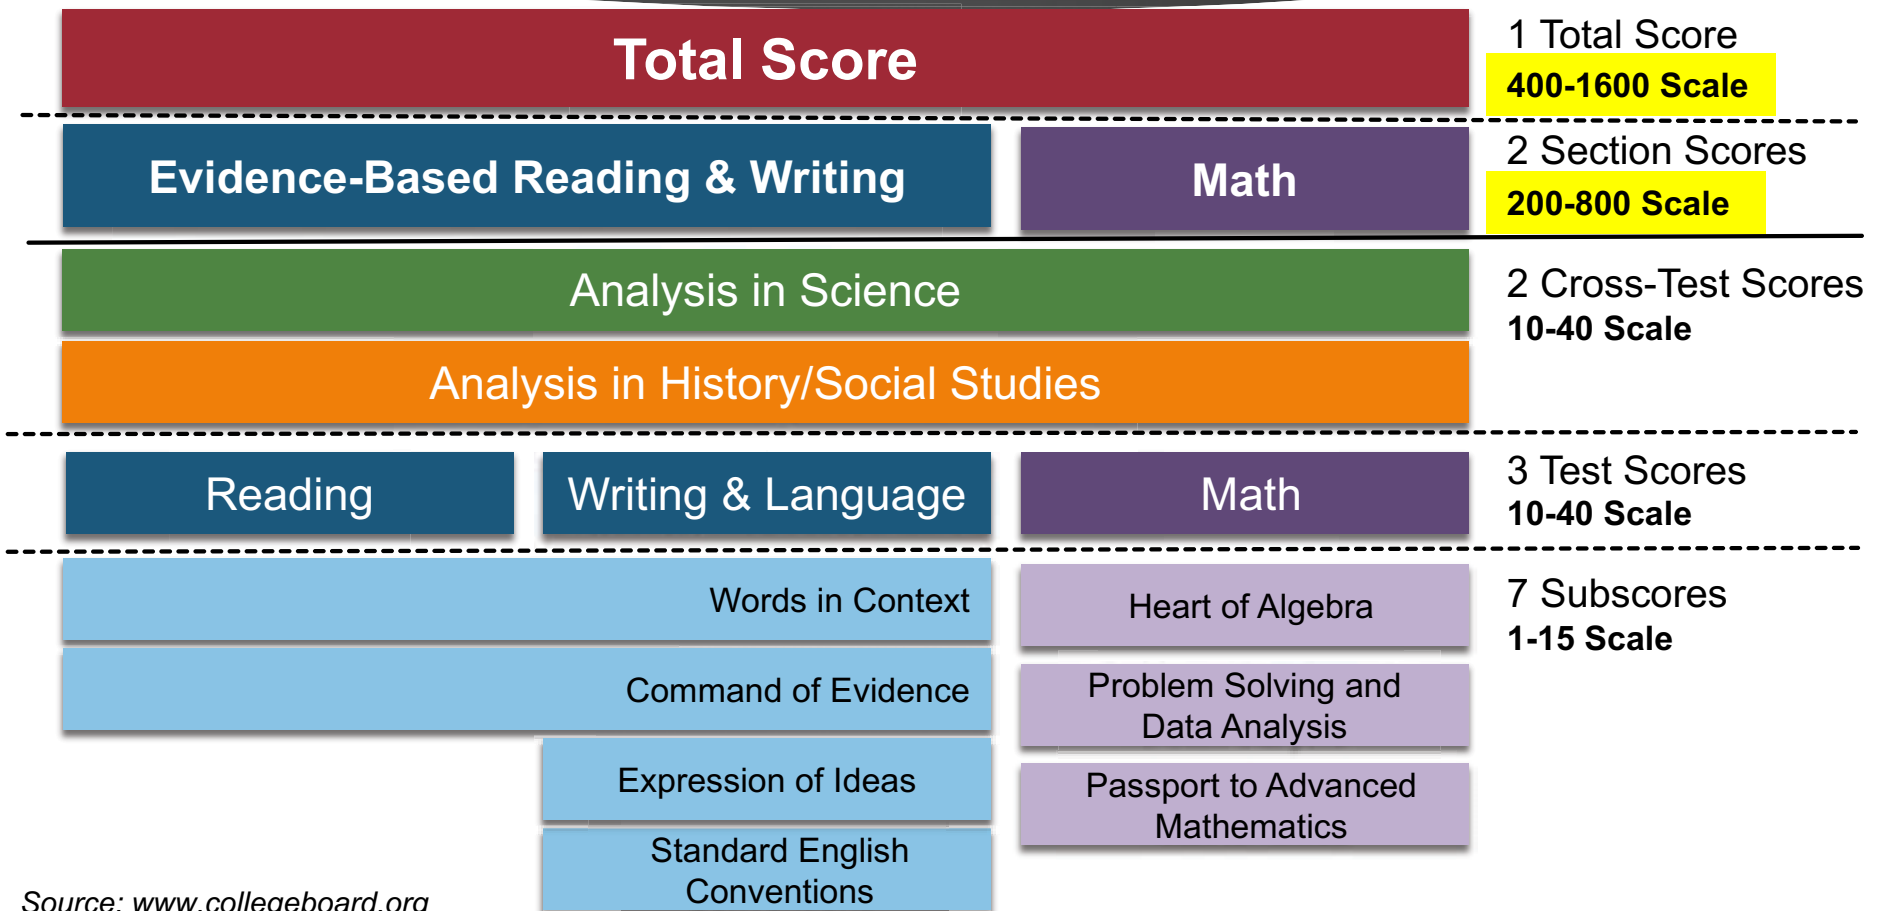 Total Score
1 Total Score
400-1600 Scale
Evidence-Based Reading & Writing
Math
2 Section Scores
200-800 Scale
Analysis in Science
2 Cross-Test Scores
10-40 Scale
Analysis in History/Social Studies
Reading
Writing & Language
Math
3 Test Scores
10-40 Scale
Words in Context
Command of Evidence
Expression of Ideas
Standard English
Conventions
Heart of Algebra
Problem Solving and
Data Analysis
Passport to Advanced
Mathematics
7 Subscores
1-15 Scale
Source: www.collegeboard.org